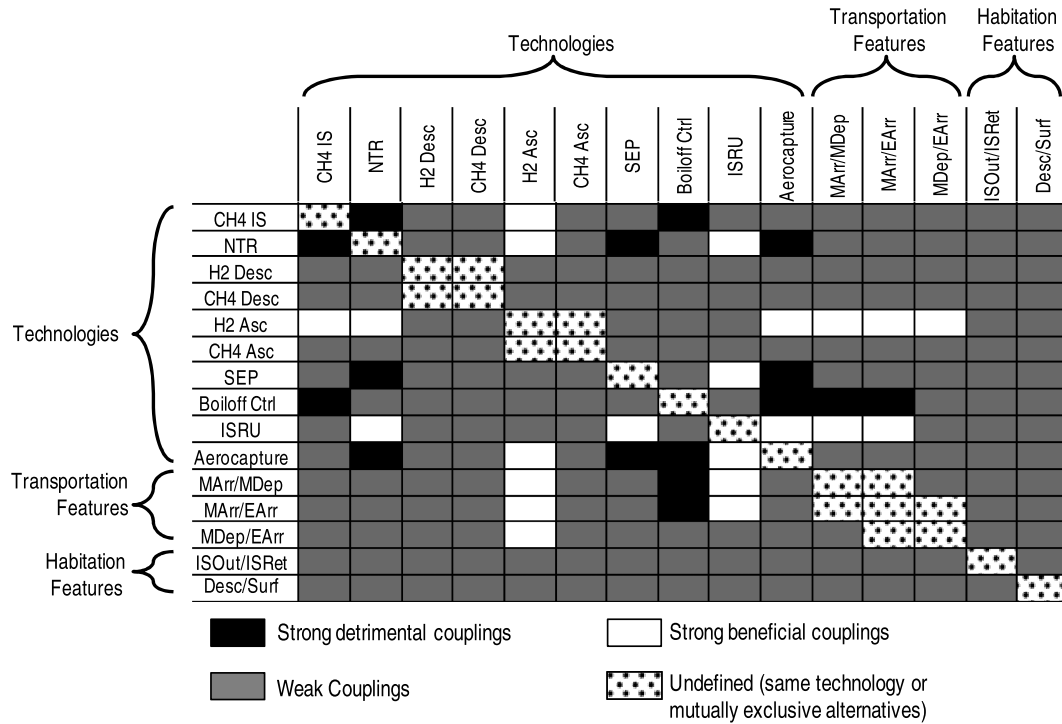 Transportation Habitation
Technologies Features Features
CH4 IS
NTR
H2 Desc
CH4 Desc
H2 Asc
CH4 Asc
SEP
Boiloff Ctrl
ISRU
Aerocapture
MArr/MDep
MArr/EArr
MDep/EArr
ISOut/ISRet
Desc/Surf
Technologies
CH4 IS
NTR
H2 Desc
CH4 Desc
H2 Asc
CH4 Asc
SEP
Boiloff Ctrl
ISRU
Aerocapture
Transportation
Features
MArr/MDep
MArr/EArr
MDep/EArr
Habitation
Features
ISOut/ISRet
Desc/Surf
Strong detrimental couplings
Strong beneficial couplings
Weak Couplings
Undefined (same technology or
mutually exclusive alternatives)